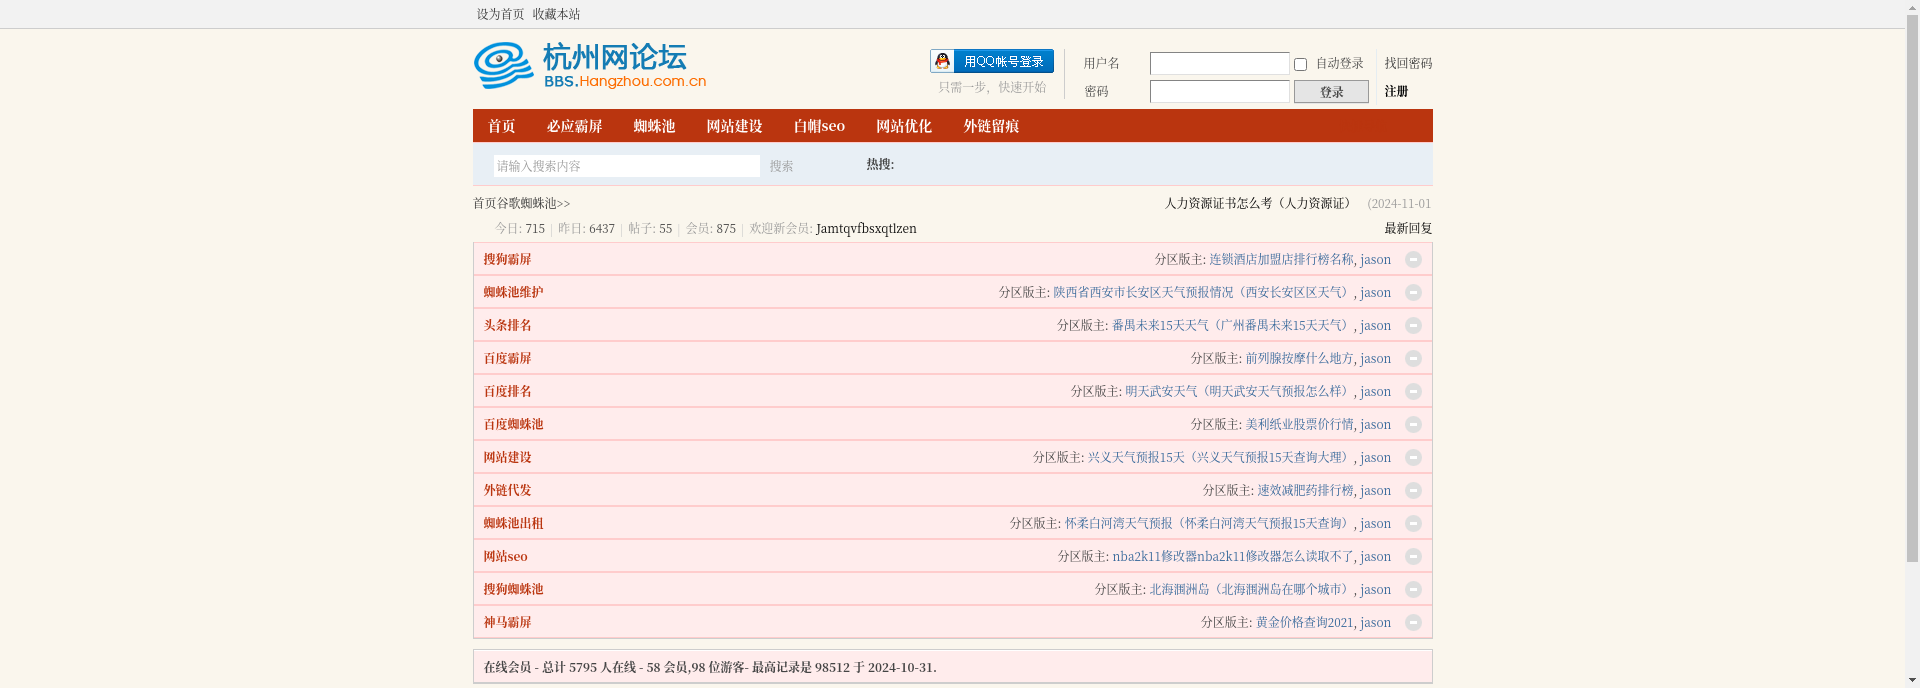 设为首页 收藏本站
杭州网论坛
BBS.Hangzhou.com.cn
用QQ帐号登录
只需一步，快速开始
用户名 自动登录 找回密码
密码 登录 注册
首页 必应霸屏 蜘蛛池 网站建设 白帽seo 网站优化 外链留痕
请输入搜索内容 搜索 热搜:
首页谷歌蜘蛛池>> 人力资源证书怎么考（人力资源证） (2024-11-01
今日: 715 | 昨日: 6437 | 帖子: 55 | 会员: 875 | 欢迎新会员: Jamtqvfbsxqtlzen 最新回复
搜狗霸屏 分区版主: 连锁酒店加盟店排行榜名称, jason
蜘蛛池维护 分区版主: 陕西省西安市长安区天气预报情况（西安长安区区天气）, jason
头条排名 分区版主: 番禺未来15天天气（广州番禺未来15天天气）, jason
百度霸屏 分区版主: 前列腺按摩什么地方, jason
百度排名 分区版主: 明天武安天气（明天武安天气预报怎么样）, jason
百度蜘蛛池 分区版主: 美利纸业股票价行情, jason
网站建设 分区版主: 兴义天气预报15天（兴义天气预报15天查询大理）, jason
外链代发 分区版主: 速效减肥药排行榜, jason
蜘蛛池出租 分区版主: 怀柔白河湾天气预报（怀柔白河湾天气预报15天查询）, jason
网站seo 分区版主: nba2k11修改器nba2k11修改器怎么读取不了, jason
搜狗蜘蛛池 分区版主: 北海涠洲岛（北海涠洲岛在哪个城市）, jason
神马霸屏 分区版主: 黄金价格查询2021, jason
在线会员 - 总计 5795 人在线 - 58 会员,98 位游客- 最高记录是 98512 于 2024-10-31.